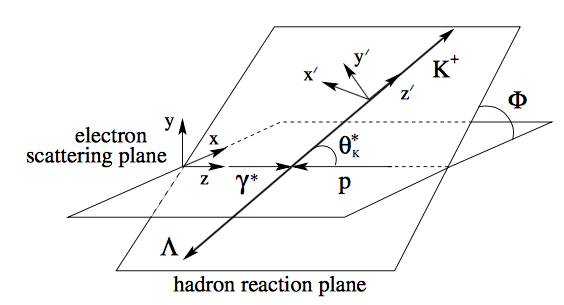 K⁺
y′
x′
z′
Φ
y
electron
x
scattering plane
θ*ᴋ
z
γ*
p
Λ
hadron reaction plane